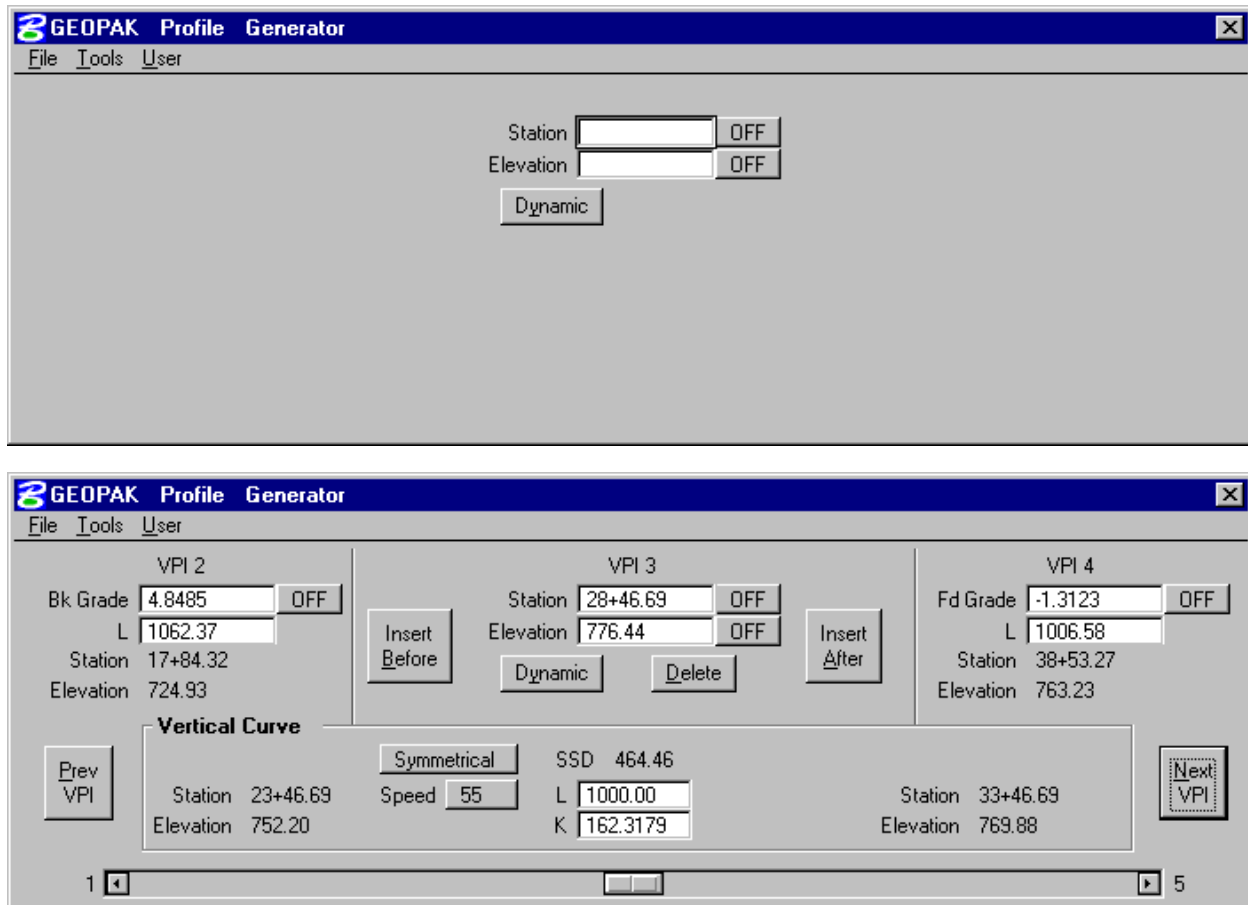 GEOPAK Profile Generator
File Tools User
Station OFF
Elevation OFF
Dynamic
GEOPAK Profile Generator
File Tools User
VPI 2 VPI 3 VPI 4
Bk Grade 4.8485 OFF Station 28+46.69 OFF Fd Grade -1.3123 OFF
L 1062.37 Insert Before Elevation 776.44 OFF Insert After L 1006.58
Station 17+84.32 Dynamic Delete Station 38+53.27
Elevation 724.93 Elevation 763.23
Vertical Curve
Prev VPI Symmetrical SSD 464.46 Next VPI
Station 23+46.69 Speed 55 L 1000.00 Station 33+46.69
Elevation 752.20 K 162.3179 Elevation 769.88
1 5